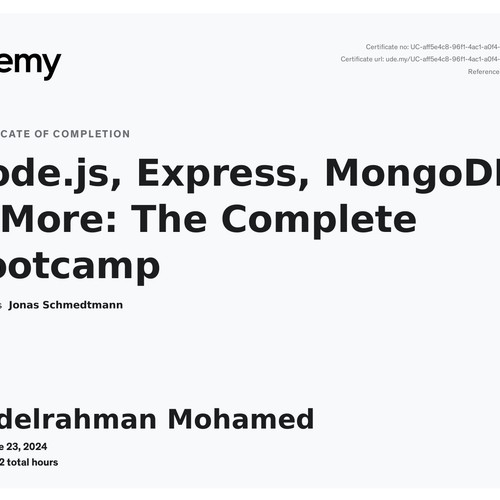 emy
Certificate no: UC-aff5e4c8-96f1-4ac1-a0f4-
Certificate url: ude.my/UC-aff5e4c8-96f1-4ac1-a0f4-
Reference
CATE OF COMPLETION
ode.js, Express, MongoD
More: The Complete
ootcamp
s Jonas Schmedtmann
delrahman Mohamed
e 23, 2024
2 total hours